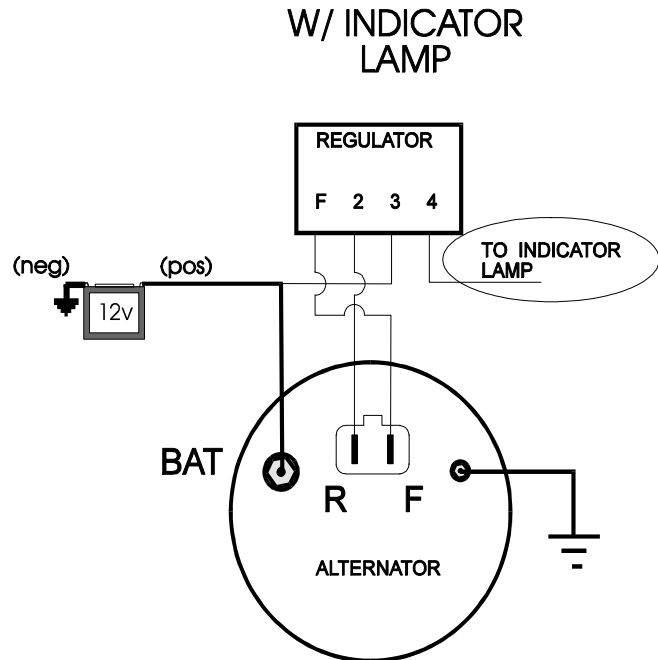 W/ INDICATOR
LAMP
REGULATOR
F 2 3 4
TO INDICATOR
LAMP
(neg) (pos)
12v
BAT
R F
ALTERNATOR